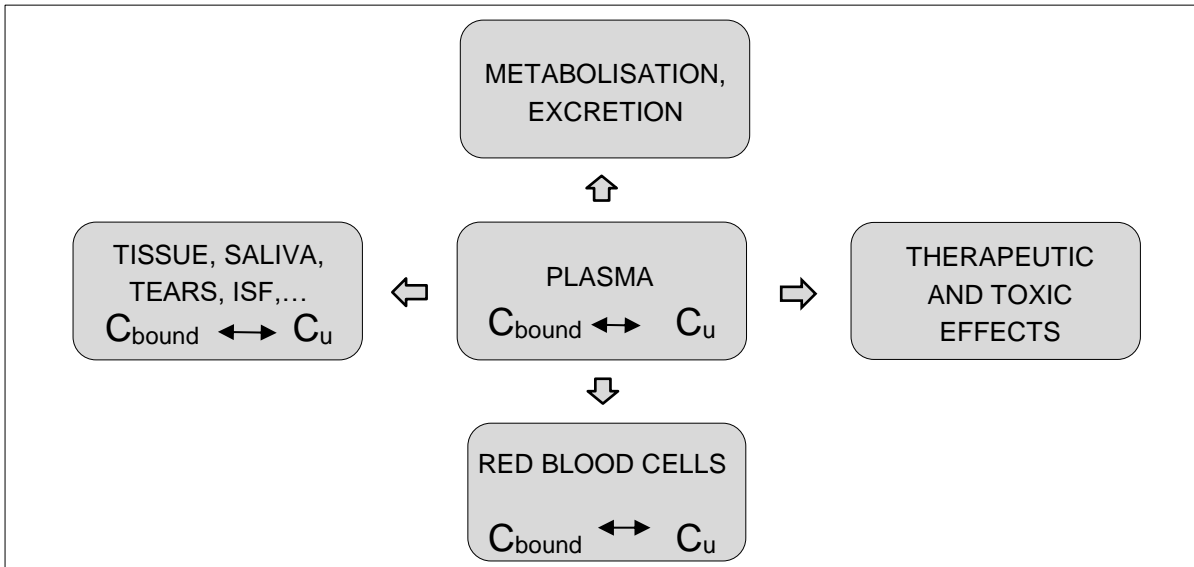 METABOLISATION,
EXCRETION
TISSUE, SALIVA,
TEARS, ISF,…
Cbound Cu
PLASMA
Cbound Cu
THERAPEUTIC
AND TOXIC
EFFECTS
RED BLOOD CELLS
Cbound Cu